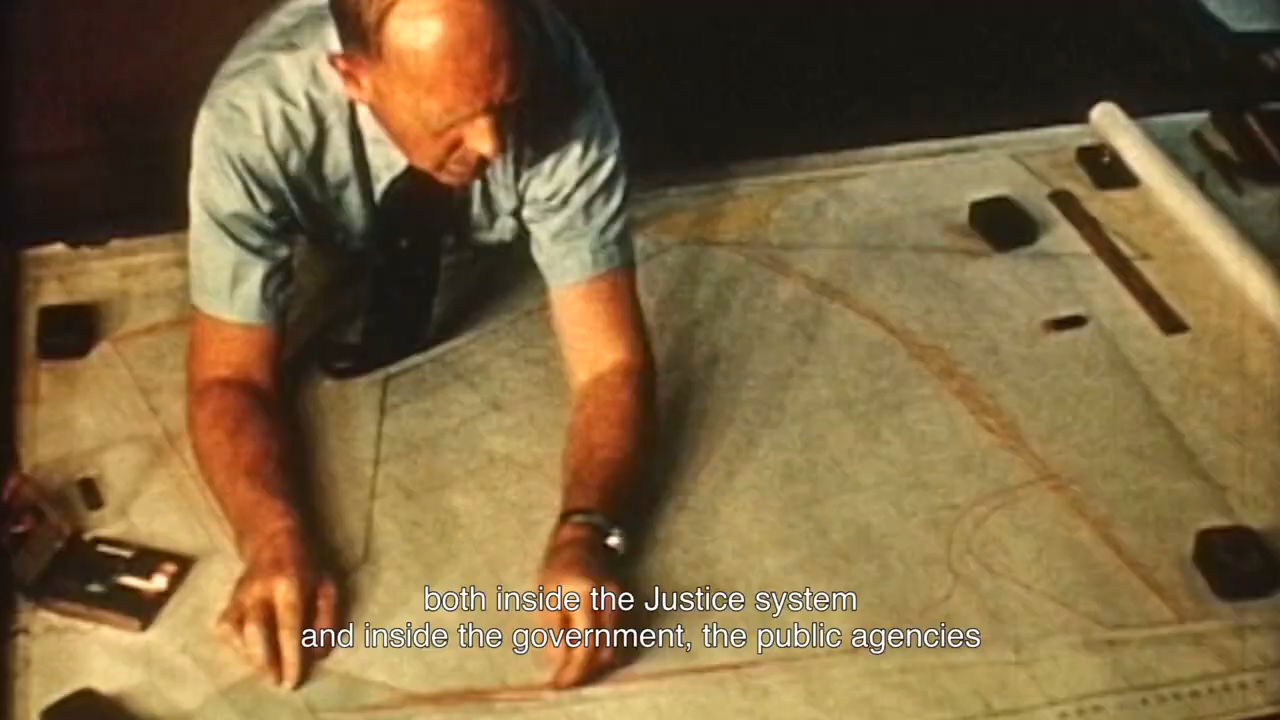 both inside the Justice system
and inside the government, the public agencies